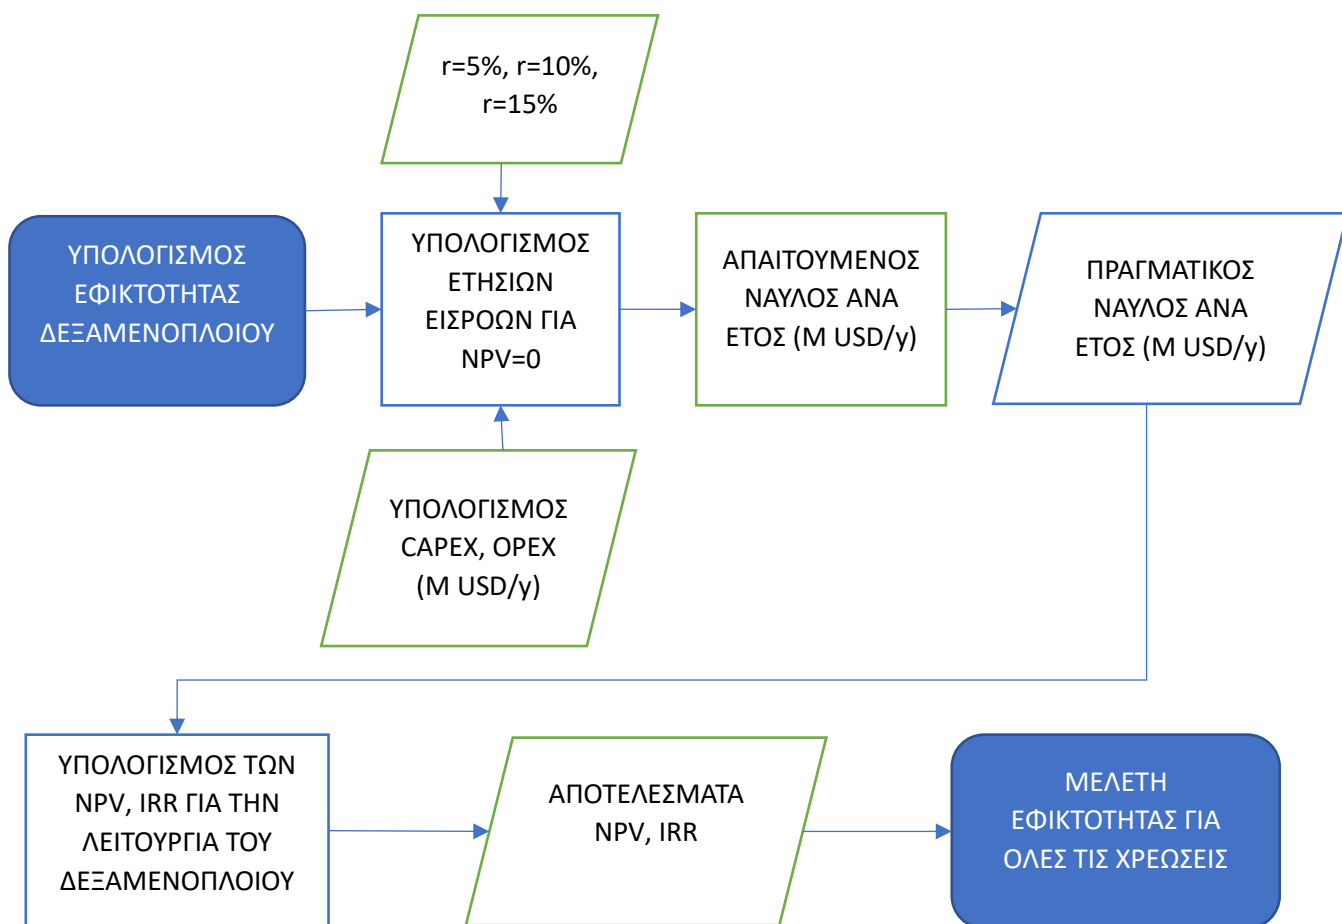 r=5%, r=10%,
r=15%
ΥΠΟΛΟΓΙΣΜΟΣ
ΕΦΙΚΤΟΤΗΤΑΣ
ΔΕΞΑΜΕΝΟΠΛΟΙΟΥ
ΥΠΟΛΟΓΙΣΜΟΣ
ΕΤΗΣΙΩΝ
ΕΙΣΡΟΩΝ ΓΙΑ
NPV=0
ΑΠΑΙΤΟΥΜΕΝΟΣ
ΝΑΥΛΟΣ ΑΝΑ
ΕΤΟΣ (M USD/y)
ΠΡΑΓΜΑΤΙΚΟΣ
ΝΑΥΛΟΣ ΑΝΑ
ΕΤΟΣ (M USD/y)
ΥΠΟΛΟΓΙΣΜΟΣ
CAPEX, OPEX
(M USD/y)
ΥΠΟΛΟΓΙΣΜΟΣ ΤΩΝ
NPV, IRR ΓΙΑ ΤΗΝ
ΛΕΙΤΟΥΡΓΙΑ ΤΟΥ
ΔΕΞΑΜΕΝΟΠΛΟΙΟΥ
ΑΠΟΤΕΛΕΣΜΑΤΑ
NPV, IRR
ΜΕΛΕΤΗ
ΕΦΙΚΤΟΤΗΤΑΣ ΓΙΑ
ΟΛΕΣ ΤΙΣ ΧΡΕΩΣΕΙΣ